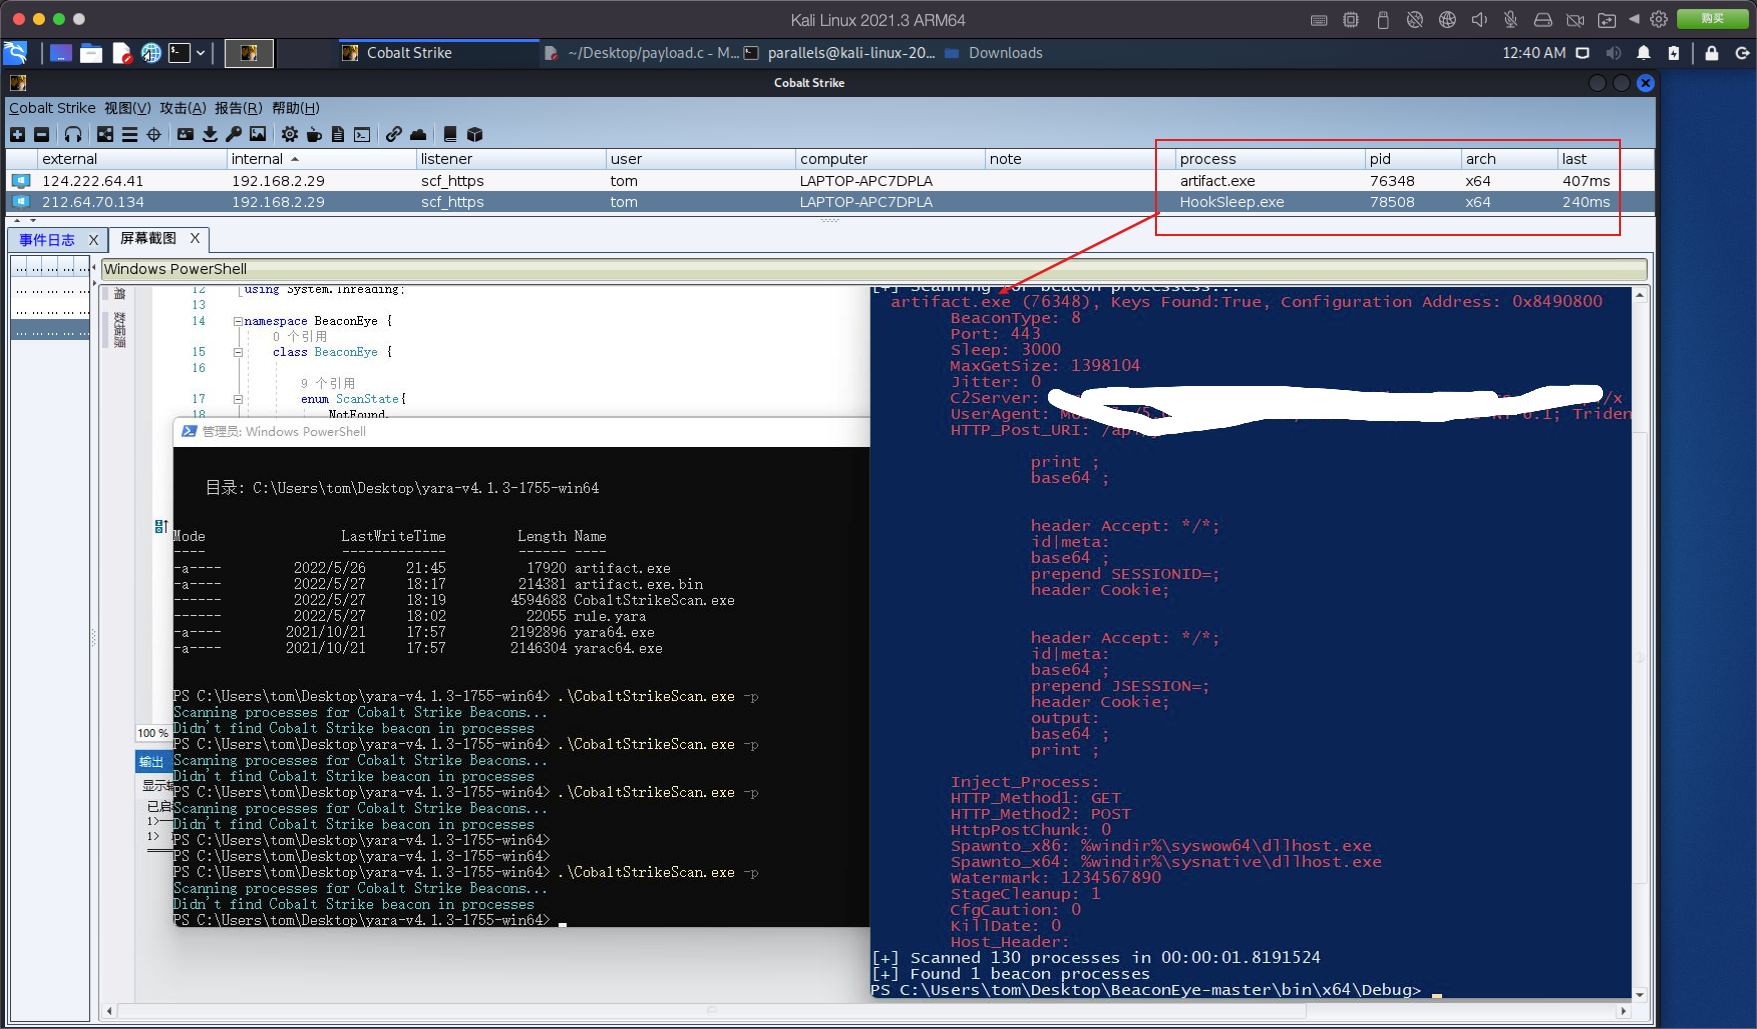 Kali Linux 2021.3 ARM64
购买
Cobalt Strike
~/Desktop/payload.c - M...
parallels@kali-linux-20...
Downloads
12:40 AM
Cobalt Strike
Cobalt Strike 视图(V) 攻击(A) 报告(R) 帮助(H)
external internal listener user computer note process pid arch last
124.222.64.41 192.168.2.29 scf_https tom LAPTOP-APC7DPLA artifact.exe 76348 x64 407ms
212.64.70.134 192.168.2.29 scf_https tom LAPTOP-APC7DPLA HookSleep.exe 78508 x64 240ms
事件日志 X 屏幕截图 X
Windows PowerShell
数据源
12 using System.Threading;
13
14 namespace BeaconEye {
0 个引用
15 class BeaconEye {
16
9 个引用
17 enum ScanState{
18 NotFound,
100 %
输出
1>
1>
管理员: Windows PowerShell
目录: C:\Users\tom\Desktop\yara-v4.1.3-1755-win64
Mode LastWriteTime Length Name
---- ------------- ------ ----
-a---- 2022/5/26 21:45 17920 artifact.exe
-a---- 2022/5/27 18:17 214381 artifact.exe.bin
------ 2022/5/27 18:19 4594688 CobaltStrikeScan.exe
------ 2022/5/27 18:02 22055 rule.yara
-a---- 2021/10/21 17:57 2192896 yara64.exe
-a---- 2021/10/21 17:57 2146304 yarac64.exe
PS C:\Users\tom\Desktop\yara-v4.1.3-1755-win64> .\CobaltStrikeScan.exe -p
Scanning processes for Cobalt Strike Beacons...
Didn't find Cobalt Strike beacon in processes
PS C:\Users\tom\Desktop\yara-v4.1.3-1755-win64> .\CobaltStrikeScan.exe -p
Scanning processes for Cobalt Strike Beacons...
Didn't find Cobalt Strike beacon in processes
PS C:\Users\tom\Desktop\yara-v4.1.3-1755-win64> .\CobaltStrikeScan.exe -p
Scanning processes for Cobalt Strike Beacons...
Didn't find Cobalt Strike beacon in processes
PS C:\Users\tom\Desktop\yara-v4.1.3-1755-win64>
PS C:\Users\tom\Desktop\yara-v4.1.3-1755-win64>
PS C:\Users\tom\Desktop\yara-v4.1.3-1755-win64> .\CobaltStrikeScan.exe -p
Scanning processes for Cobalt Strike Beacons...
Didn't find Cobalt Strike beacon in processes
PS C:\Users\tom\Desktop\yara-v4.1.3-1755-win64>
[+] Scanning for beacon processess...
artifact.exe (76348), Keys Found:True, Configuration Address: 0x8490800
BeaconType: 8
Port: 443
Sleep: 3000
MaxGetSize: 1398104
Jitter: 0
C2Server: /x
UserAgent: 6.1; Triden
HTTP_Post_URI:
print ;
base64 ;
header Accept: */*;
id|meta:
base64 ;
prepend SESSIONID=;
header Cookie;
header Accept: */*;
id|meta:
base64 ;
prepend JSESSION=;
header Cookie;
output:
base64 ;
print ;
Inject_Process:
HTTP_Method1: GET
HTTP_Method2: POST
HttpPostChunk: 0
Spawnto_x86: %windir%\syswow64\dllhost.exe
Spawnto_x64: %windir%\sysnative\dllhost.exe
Watermark: 1234567890
StageCleanup: 1
CfgCaution: 0
KillDate: 0
Host_Header:
[+] Scanned 130 processes in 00:00:01.8191524
[+] Found 1 beacon processes
PS C:\Users\tom\Desktop\BeaconEye-master\bin\x64\Debug>